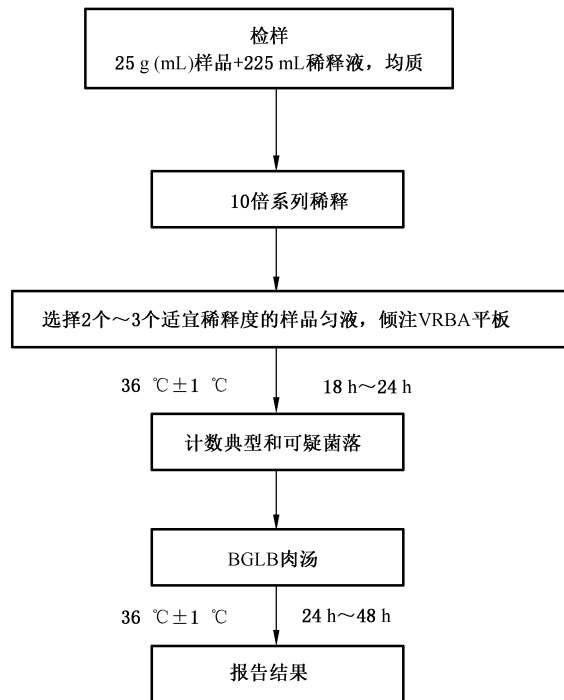 检样
25 g (mL)样品+225 mL稀释液，均质
10倍系列稀释
选择2个～3个适宜稀释度的样品匀液，倾注VRBA平板
36 ℃±1 ℃ 18 h～24 h
计数典型和可疑菌落
BGLB肉汤
36 ℃±1 ℃ 24 h～48 h
报告结果